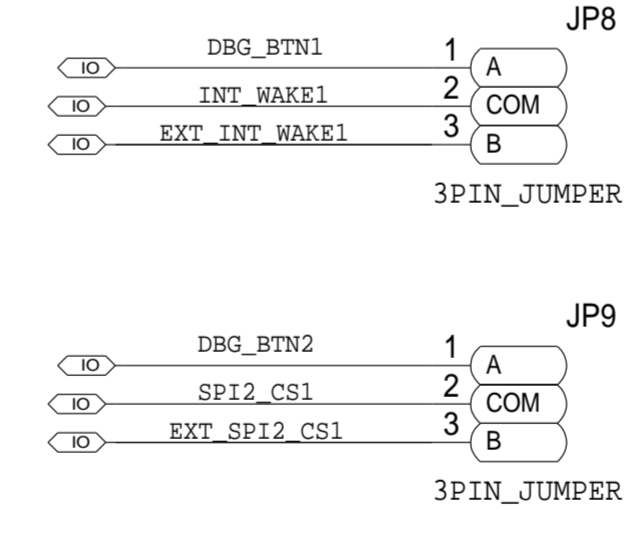 JP8
DBG_BTN1 1
IO A
INT_WAKE1 2
IO COM
EXT_INT_WAKE1 3
IO B
3PIN_JUMPER
JP9
DBG_BTN2 1
IO A
SPI2_CS1 2
IO COM
EXT_SPI2_CS1 3
IO B
3PIN_JUMPER